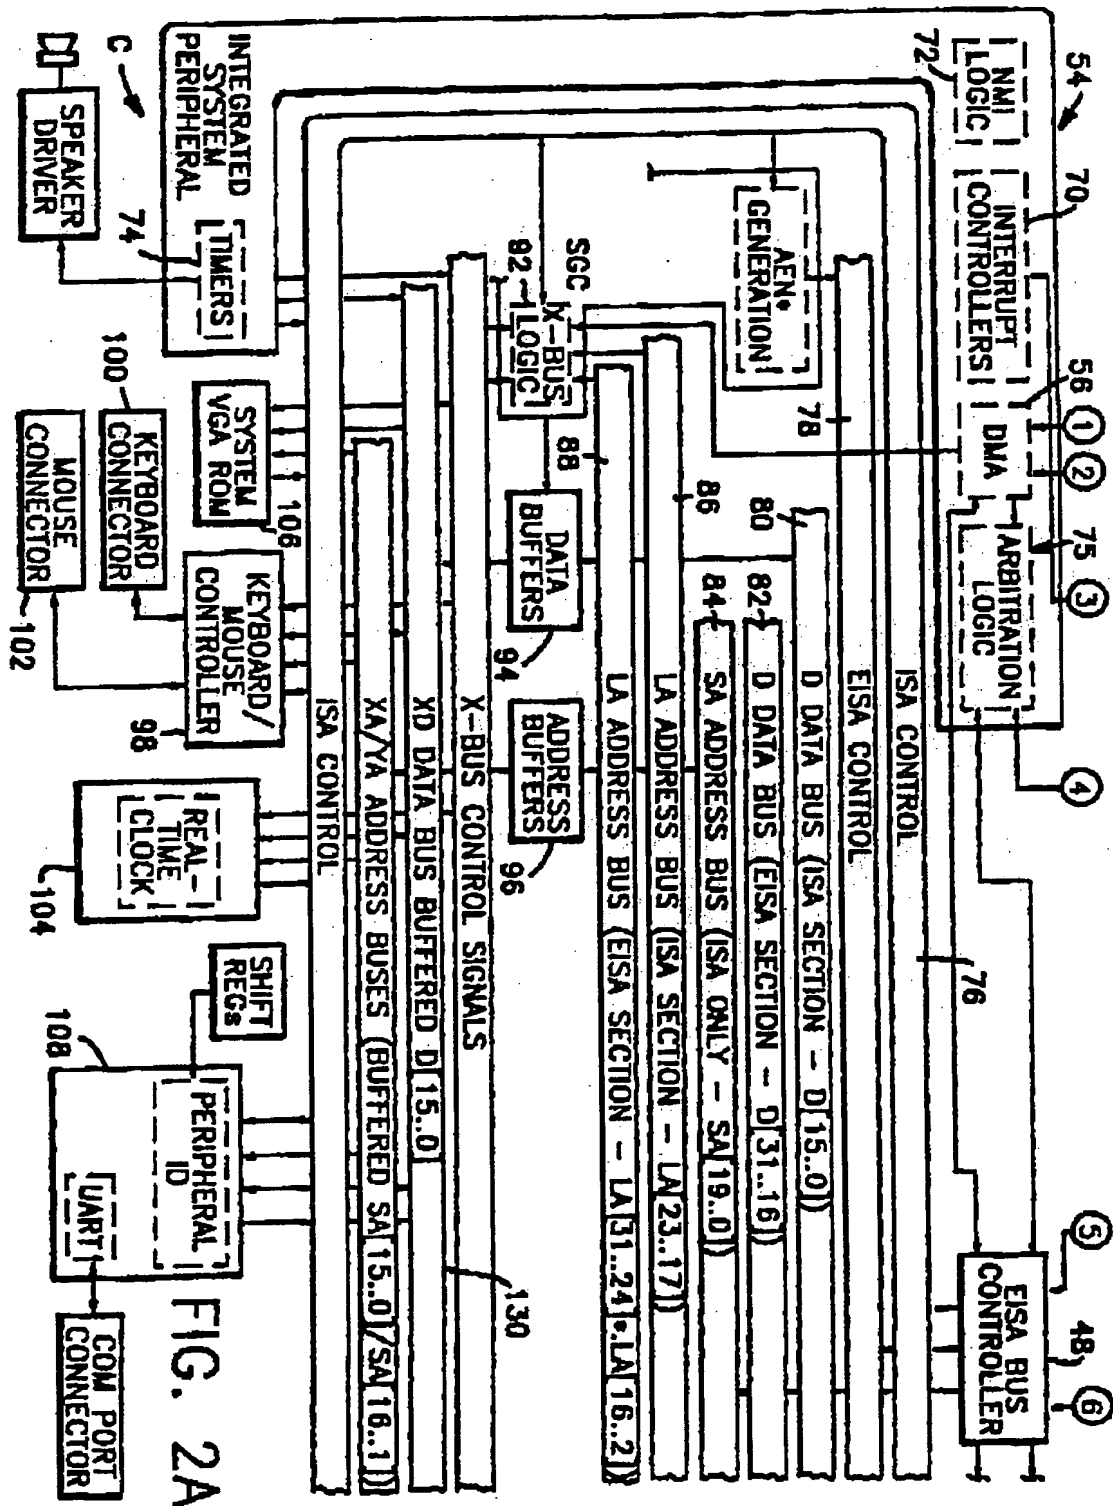 54
NMI
LOGIC
72
70
INTERRUPT
CONTROLLERS
56
DMA
1
2
75
ARBITRATION
LOGIC
3
4
5
48
6
EISA BUS
CONTROLLER
76
ISA CONTROL
EISA CONTROL
78
AEN*
GENERATION
80
D DATA BUS (ISA SECTION - D[15..0])
82
D DATA BUS (EISA SECTION - D[31..16])
84
SA ADDRESS BUS (ISA ONLY - SA[19..0])
86
LA ADDRESS BUS (ISA SECTION - LA[23..17])
88
LA ADDRESS BUS (EISA SECTION - LA[31..24]*.LA[16..2])
SGC
92
X-BUS
LOGIC
DATA
BUFFERS
94
ADDRESS
BUFFERS
96
X-BUS CONTROL SIGNALS
XD DATA BUS BUFFERED D[15..0]
130
XA/YA ADDRESS BUSES (BUFFERED SA[15..0]/SA[16..1])
ISA CONTROL
INTEGRATED
SYSTEM
PERIPHERAL
C
74
TIMERS
SPEAKER
DRIVER
SYSTEM
VGA ROM
106
100
KEYBOARD
CONNECTOR
MOUSE
CONNECTOR
102
KEYBOARD/
MOUSE
CONTROLLER
98
REAL-
TIME
CLOCK
104
SHIFT
REGs
108
PERIPHERAL
ID
UART
COM PORT
CONNECTOR
FIG. 2A